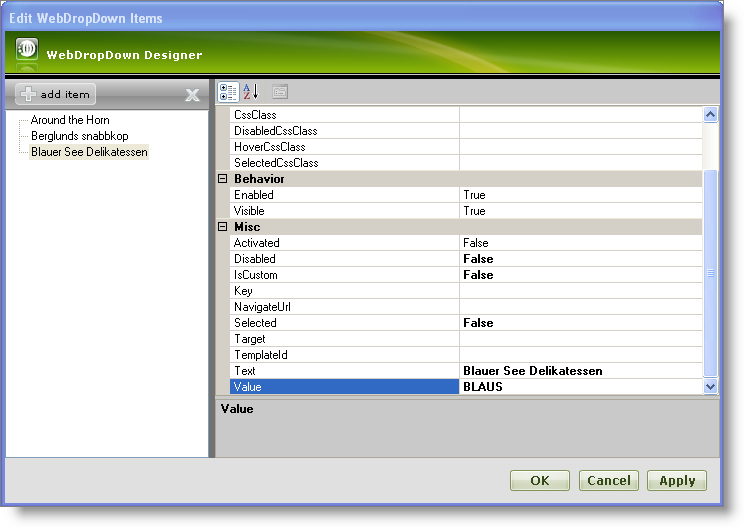 Edit WebDropDown Items
WebDropDown Designer
add item
Around the Horn
Berglunds snabbkop
Blauer See Delikatessen
CssClass
DisabledCssClass
HoverCssClass
SelectedCssClass
Behavior
Enabled True
Visible True
Misc
Activated False
Disabled False
IsCustom False
Key
NavigateUrl
Selected False
Target
TemplateId
Text Blauer See Delikatessen
Value BLAUS
Value
OK Cancel Apply